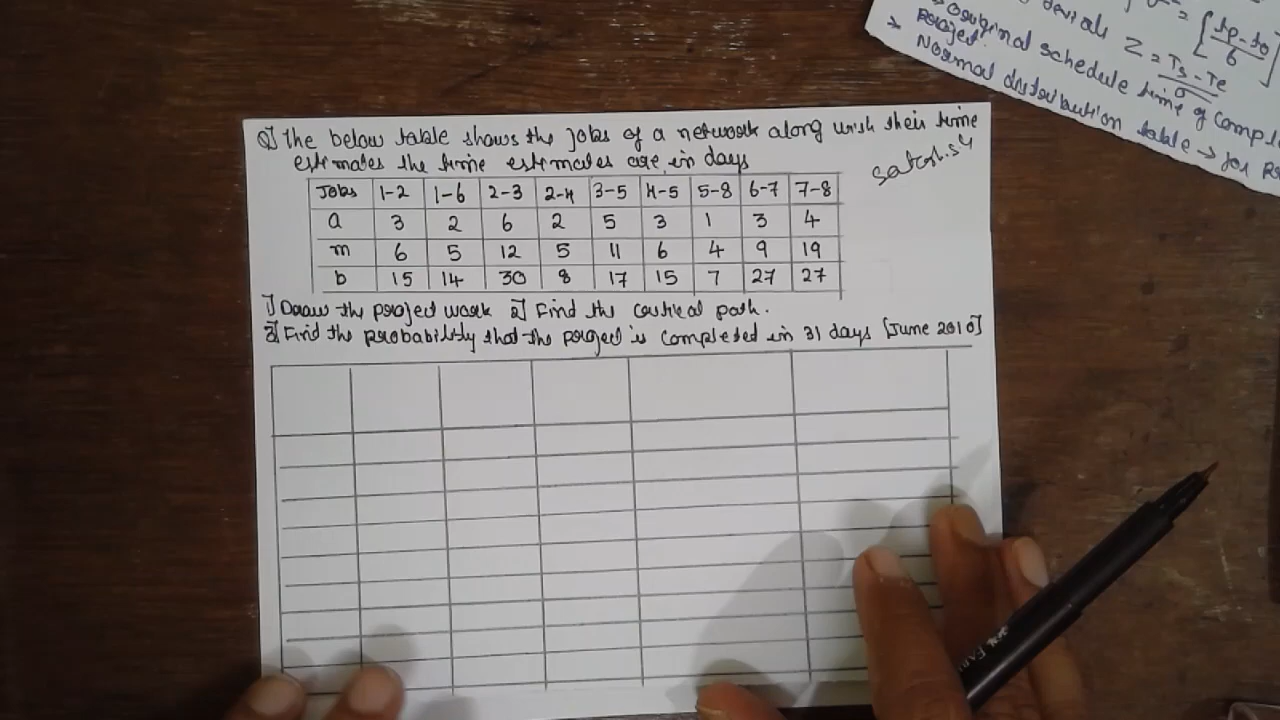 Q] The below table shows the jobs of a network along with their time
estimates the time estimates are in days
Satish.S
Jobs 1-2 1-6 2-3 2-4 3-5 4-5 5-8 6-7 7-8
a 3 2 6 2 5 3 1 3 4
m 6 5 12 5 11 6 4 9 19
b 15 14 30 8 17 15 7 27 27
1] Draw the project work 2] Find the critical path.
3] Find the probability that the project is completed in 31 days [June 2010]
Z = Ts - Te
σ
= [tp - to
6]
original schedule time of
project.
Normal distribution table → for